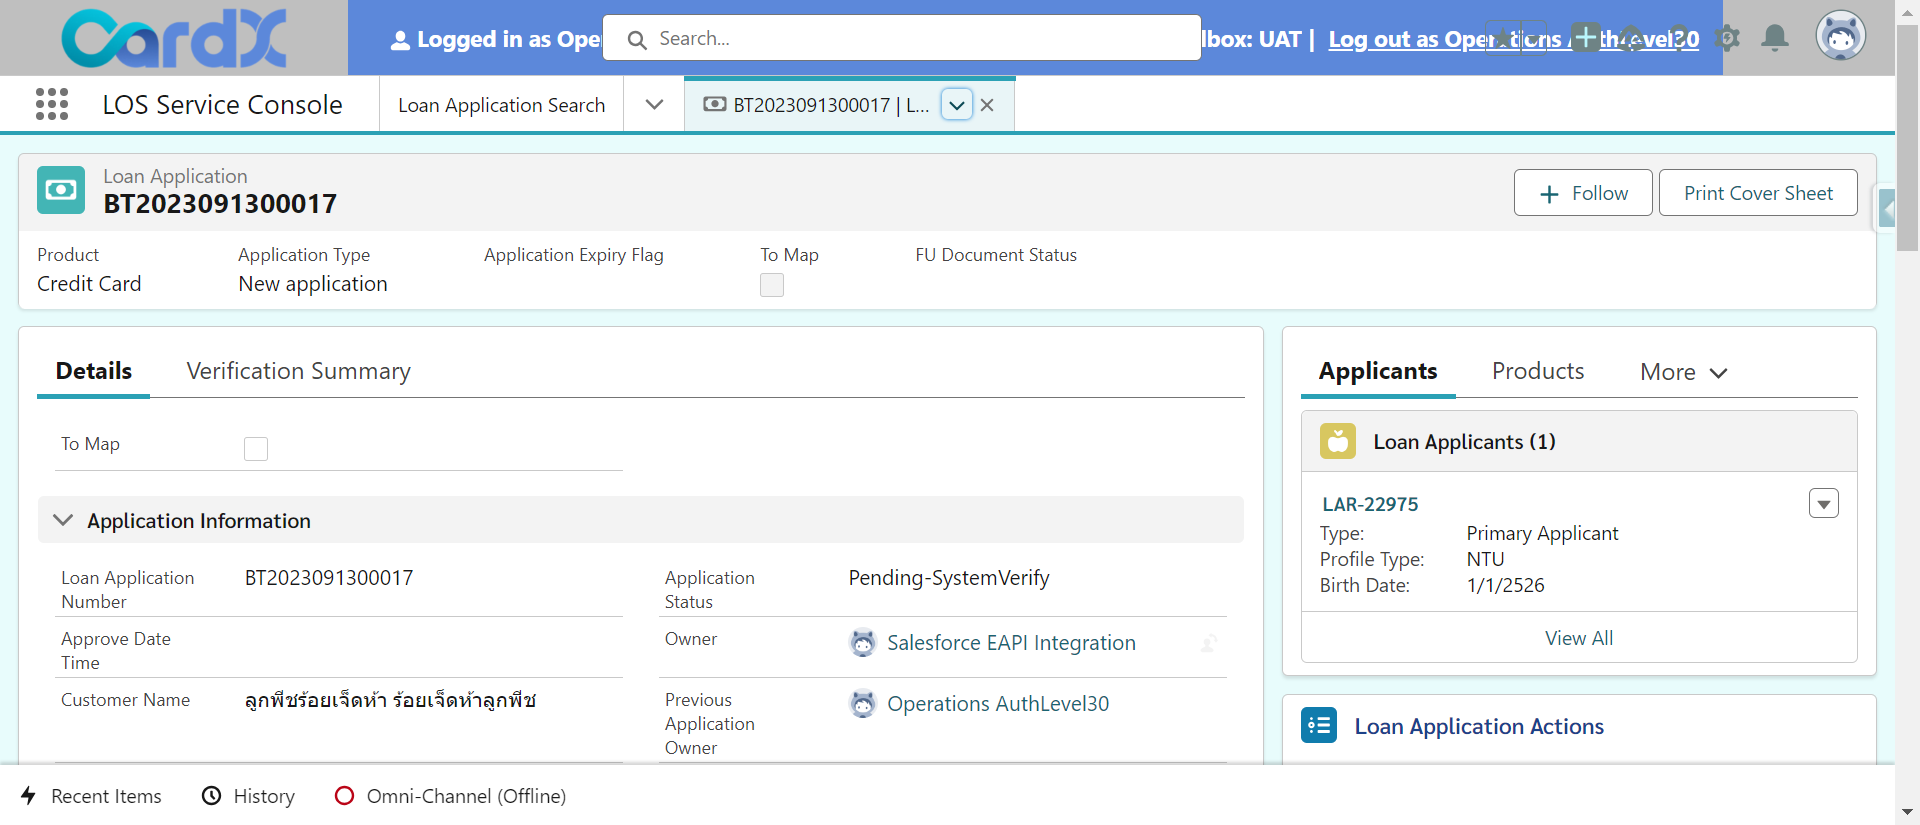 CardX
Logged in as Ope
Search...
lbox: UAT |
Log out as Operations AuthLevel30
LOS Service Console
Loan Application Search
BT2023091300017 | L...
Loan Application
BT2023091300017
Follow
Print Cover Sheet
Product
Application Type
Application Expiry Flag
To Map
FU Document Status
Credit Card
New application
Details
Verification Summary
To Map
Application Information
Loan Application
Number
BT2023091300017
Application
Status
Pending-SystemVerify
Approve Date
Time
Owner
Salesforce EAPI Integration
Customer Name
ลูกพีชร้อยเจ็ดห้า ร้อยเจ็ดห้าลูกพีช
Previous
Application
Owner
Operations AuthLevel30
Applicants
Products
More
Loan Applicants (1)
LAR-22975
Type:
Primary Applicant
Profile Type:
NTU
Birth Date:
1/1/2526
View All
Loan Application Actions
Recent Items
History
Omni-Channel (Offline)